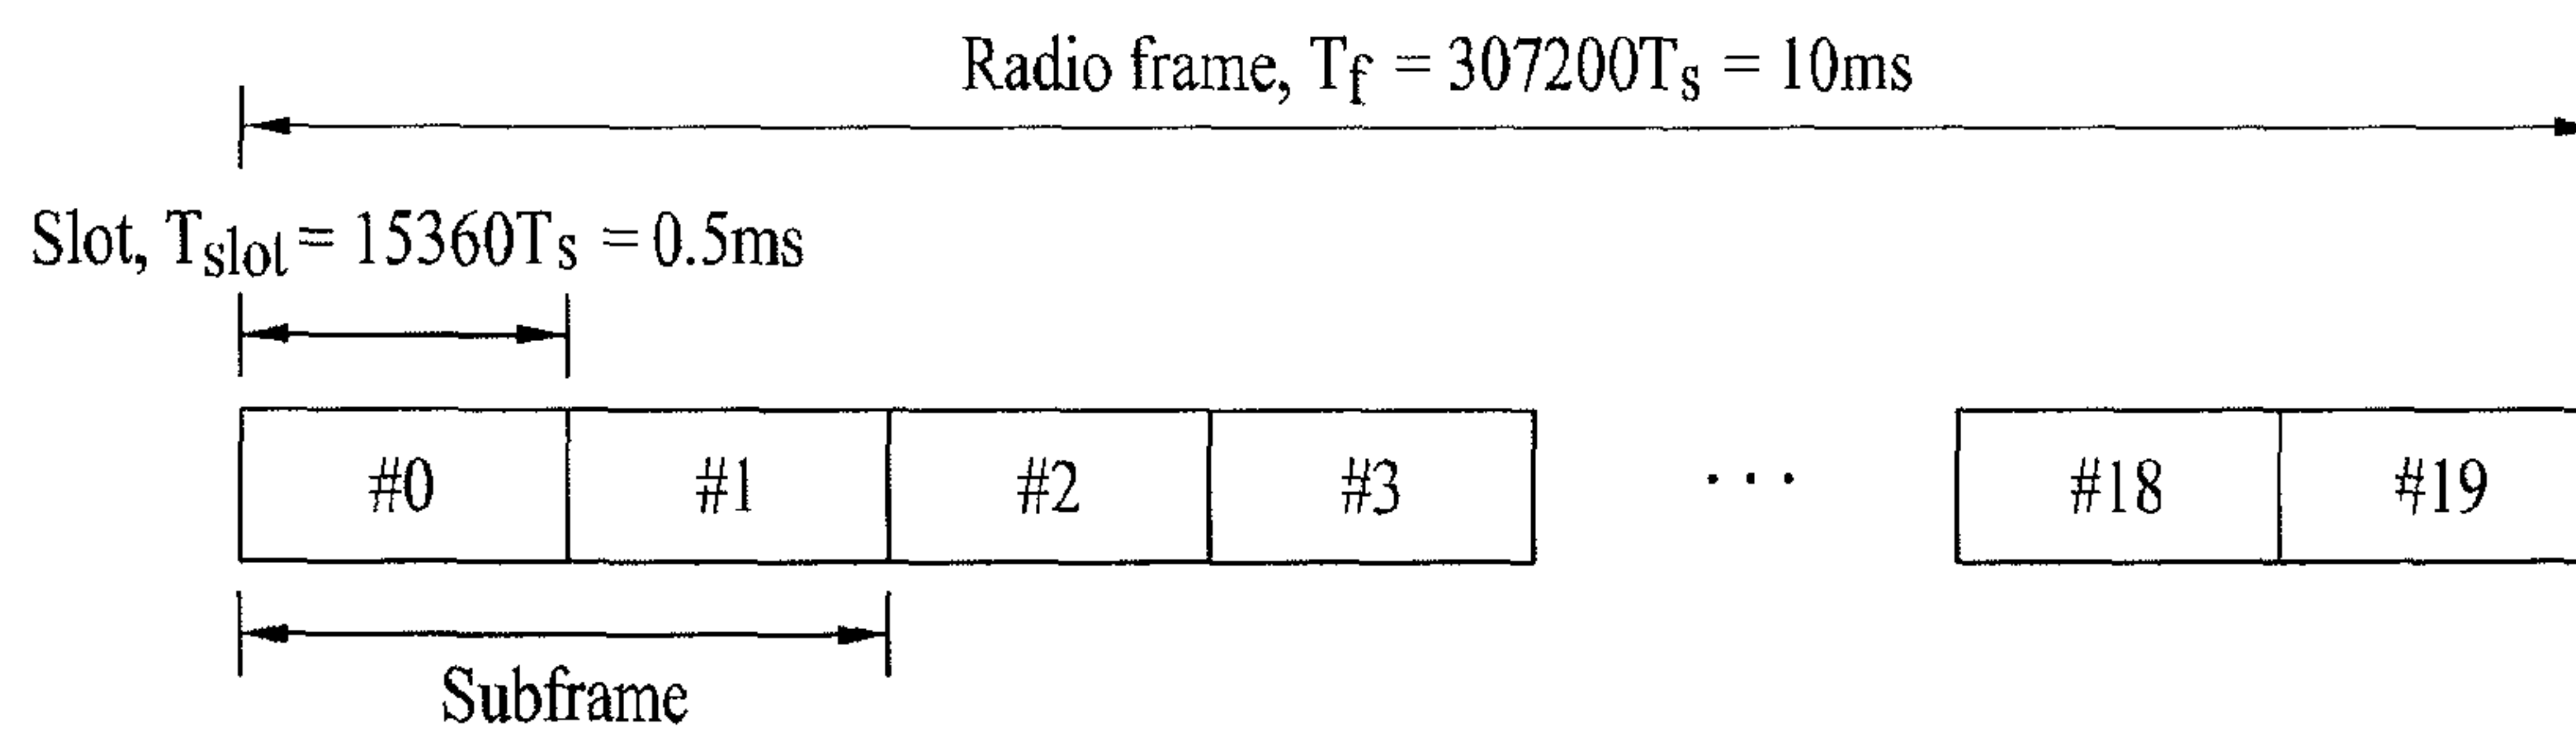 Radio frame, Tf = 307200Ts = 10ms
Slot, Tslot = 15360Ts = 0.5ms
#0 #1 #2 #3 ... #18 #19
Subframe